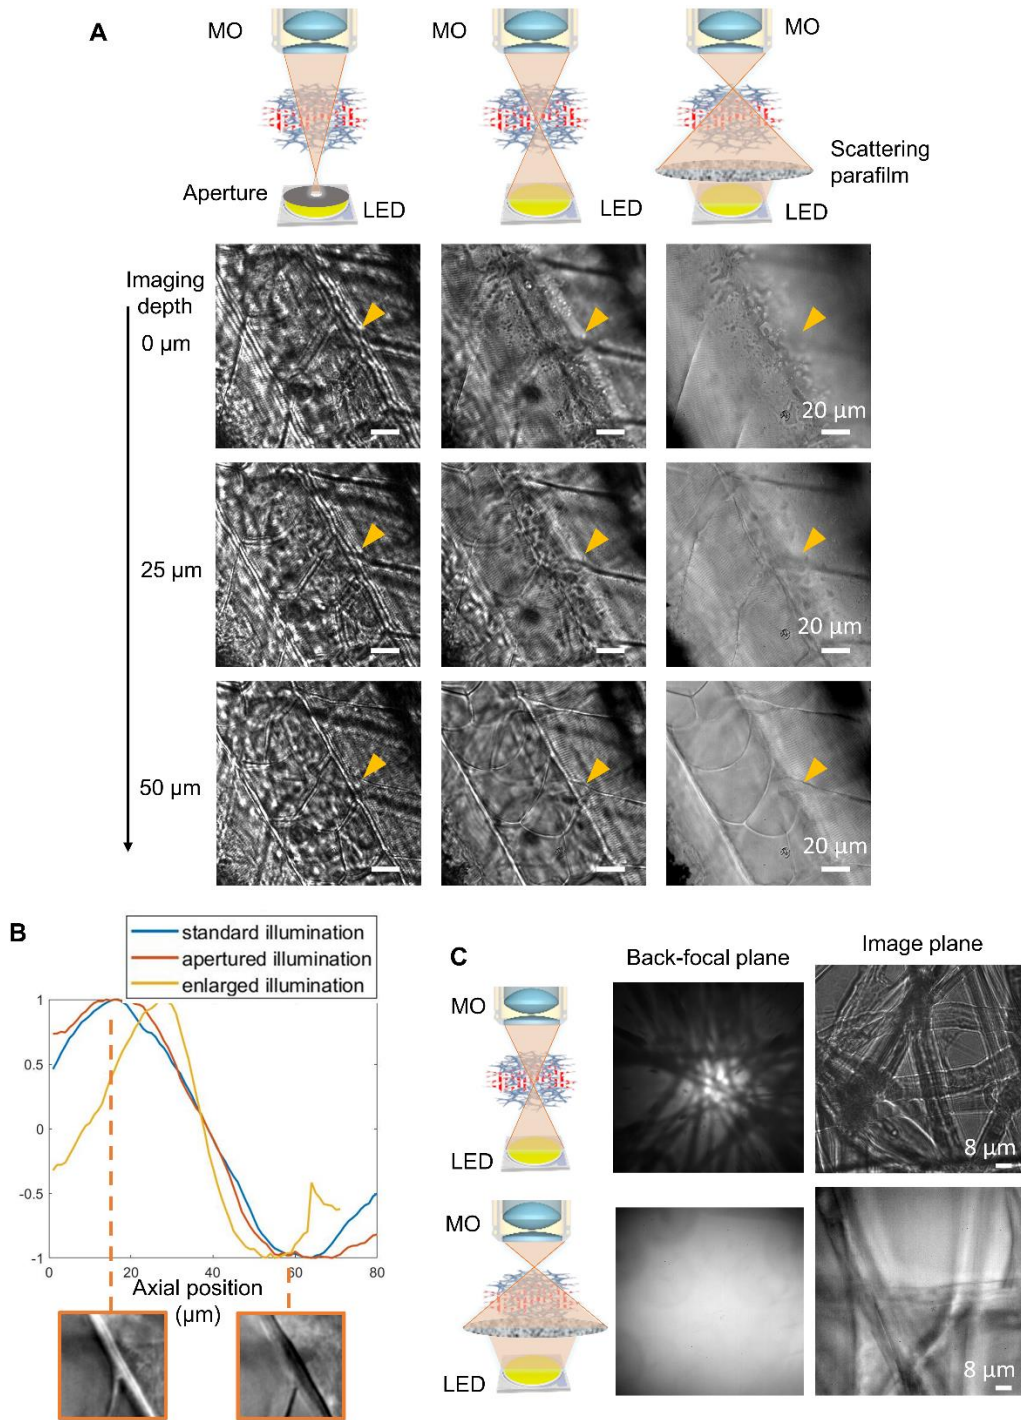 A
MO
MO
MO
Scattering
parafilm
Aperture
LED
LED
LED
Imaging
depth
0 µm
20 µm
25 µm
20 µm
50 µm
20 µm
B
standard illumination
apertured illumination
enlarged illumination
1
0.5
0
-0.5
-1
0
20
40
60
80
Axial position
(µm)
C
Back-focal plane
Image plane
MO
LED
8 µm
MO
LED
8 µm